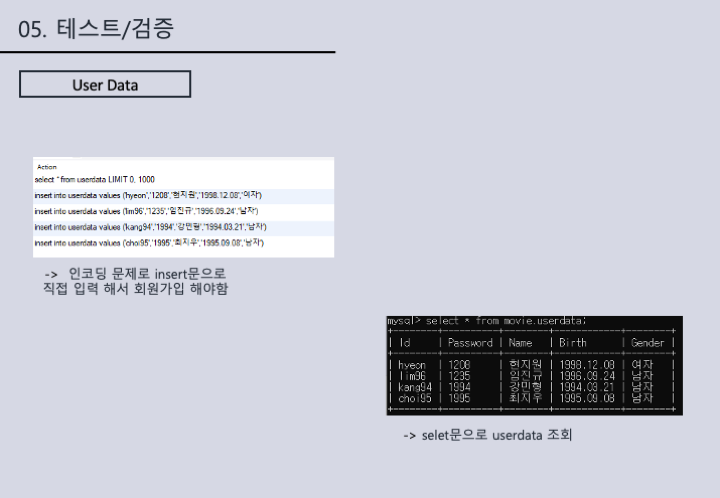 05. 테스트/검증
User Data
Action
select * from userdata LIMIT 0, 1000
insert into userdata values ('hyeon','1208','현지원','1998.12.08','여자')
insert into userdata values ('lim96','1235','임진규','1996.09.24','남자')
insert into userdata values ('kang94','1994','강민형','1994.03.21','남자')
insert into userdata values ('choi95','1995','최지우','1995.09.08','남자')
-> 인코딩 문제로 insert문으로
직접 입력 해서 회원가입 해야함
mysql> select * from movie.userdata;
| Id | Password | Name | Birth | Gender |
| hyeon | 1208 | 현지원 | 1998.12.08 | 여자 |
| lim96 | 1235 | 임진규 | 1996.09.24 | 남자 |
| kang94 | 1994 | 강민형 | 1994.03.21 | 남자 |
| choi95 | 1995 | 최지우 | 1995.09.08 | 남자 |
-> selet문으로 userdata 조회